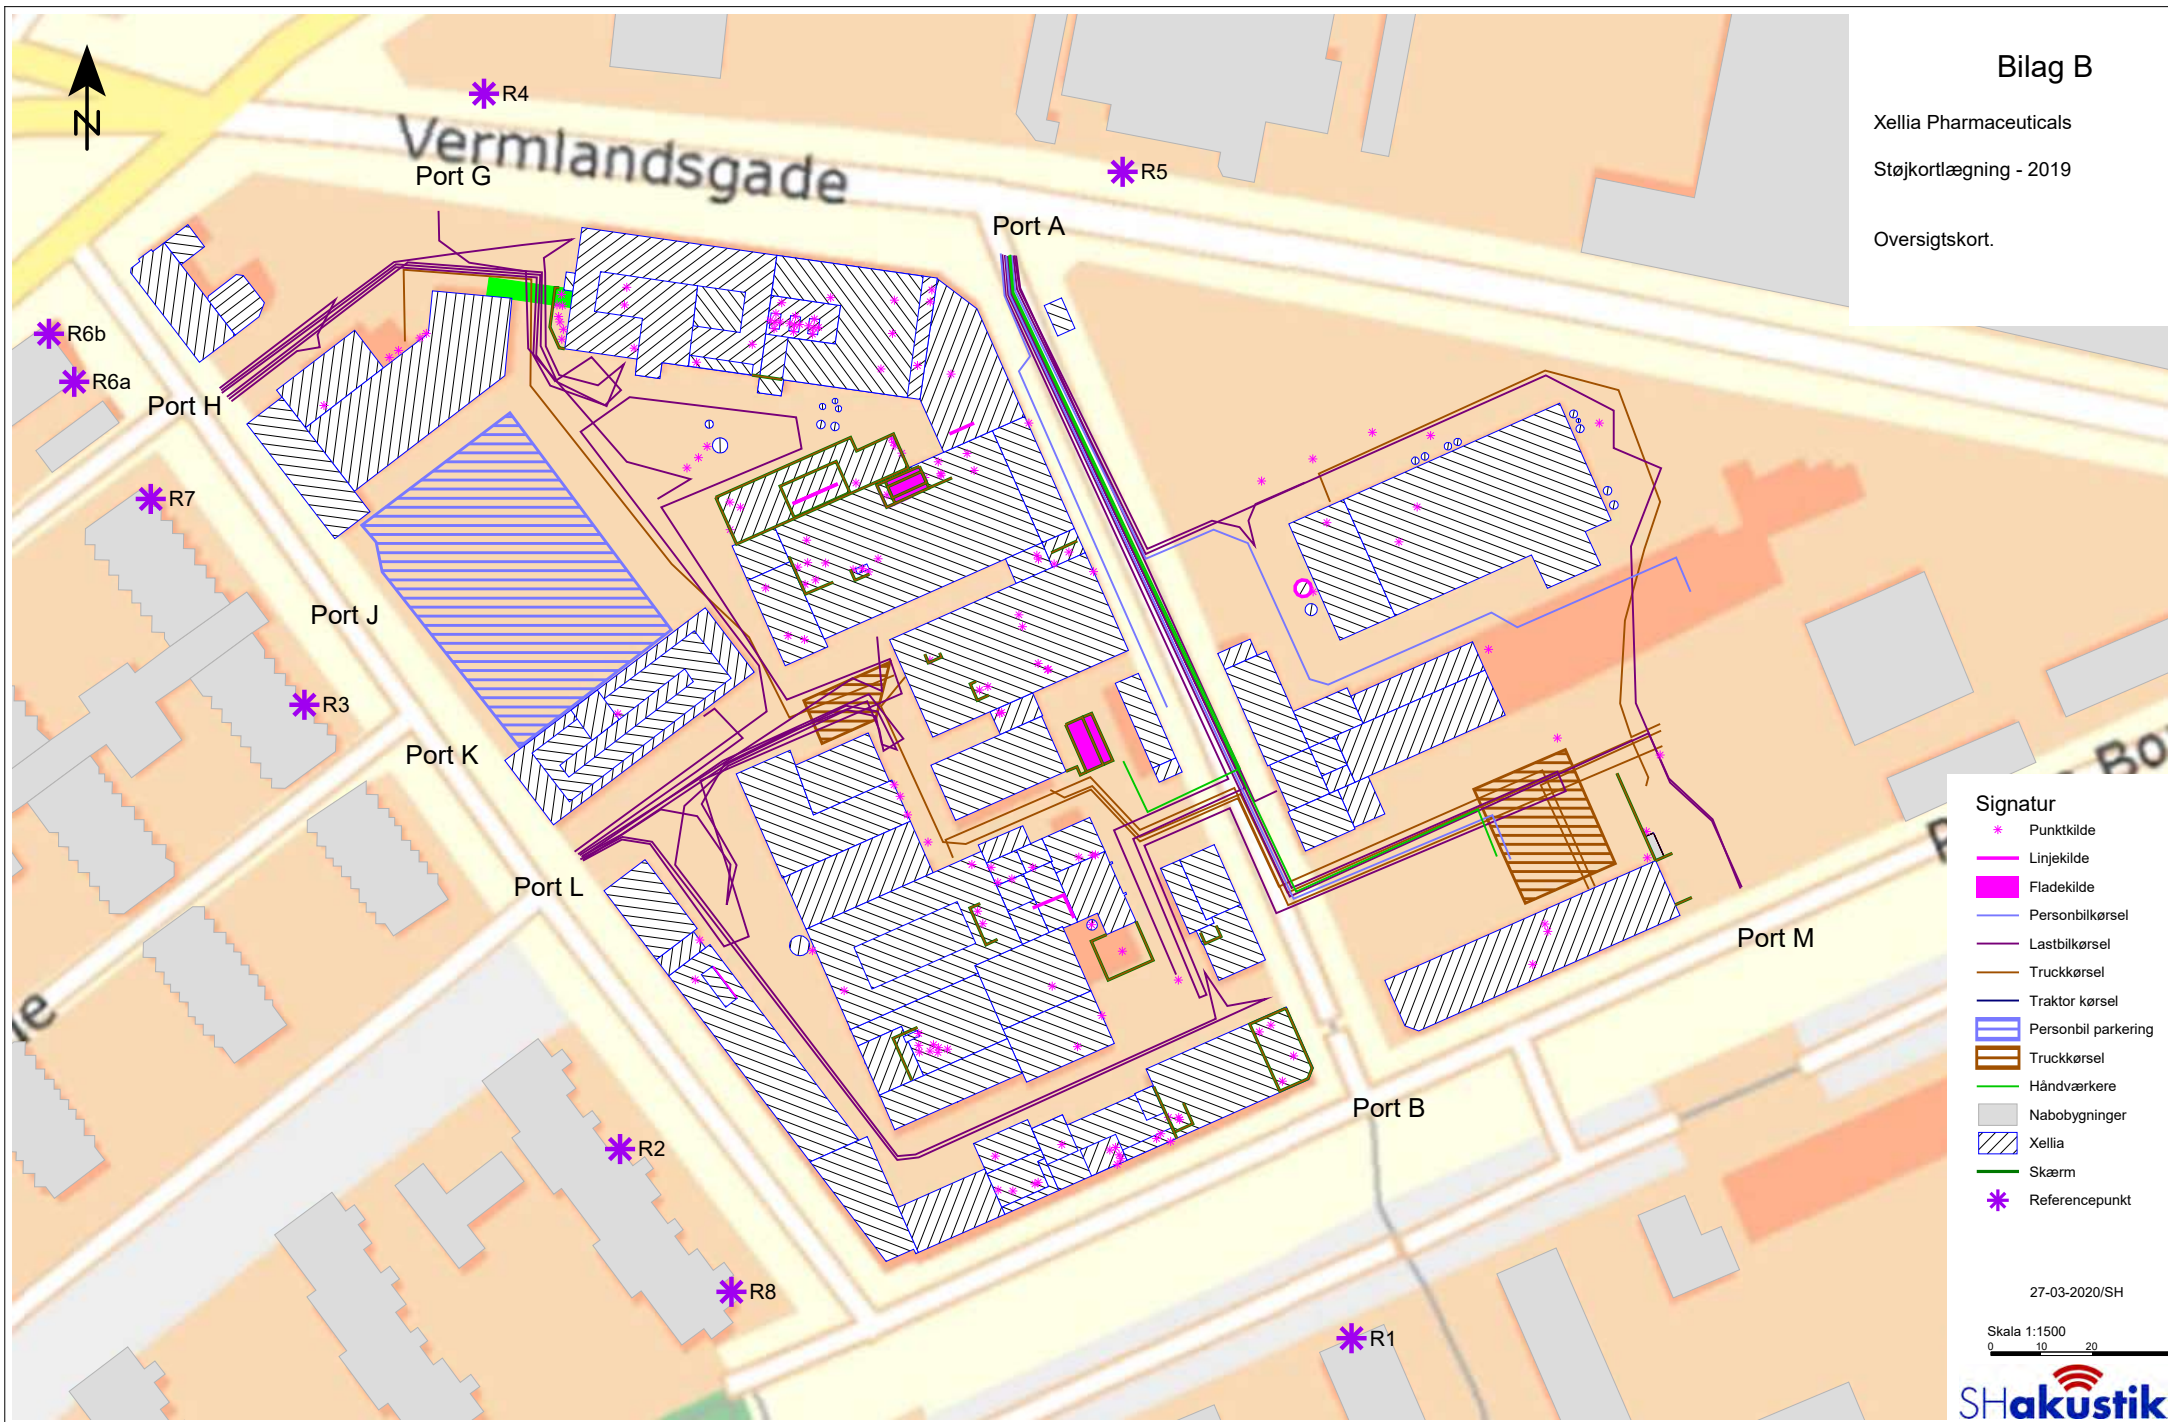 Bilag B
Xellia Pharmaceuticals
Støjkortlægning - 2019
Oversigtskort.
N
R4
Vermlandsgade
Port G
R5
Port A
R6b
R6a
Port H
R7
Port J
R3
Port K
Port L
Port M
Port B
R2
R8
R1
Signatur
Punktkilde
Linjekilde
Fladekilde
Personbilkørsel
Lastbilkørsel
Truckkørsel
Traktor kørsel
Personbil parkering
Truckkørsel
Håndværkere
Nabobygninger
Xellia
Skærm
Referencepunkt
27-03-2020/SH
Skala 1:1500
0 10 20
SHakustik